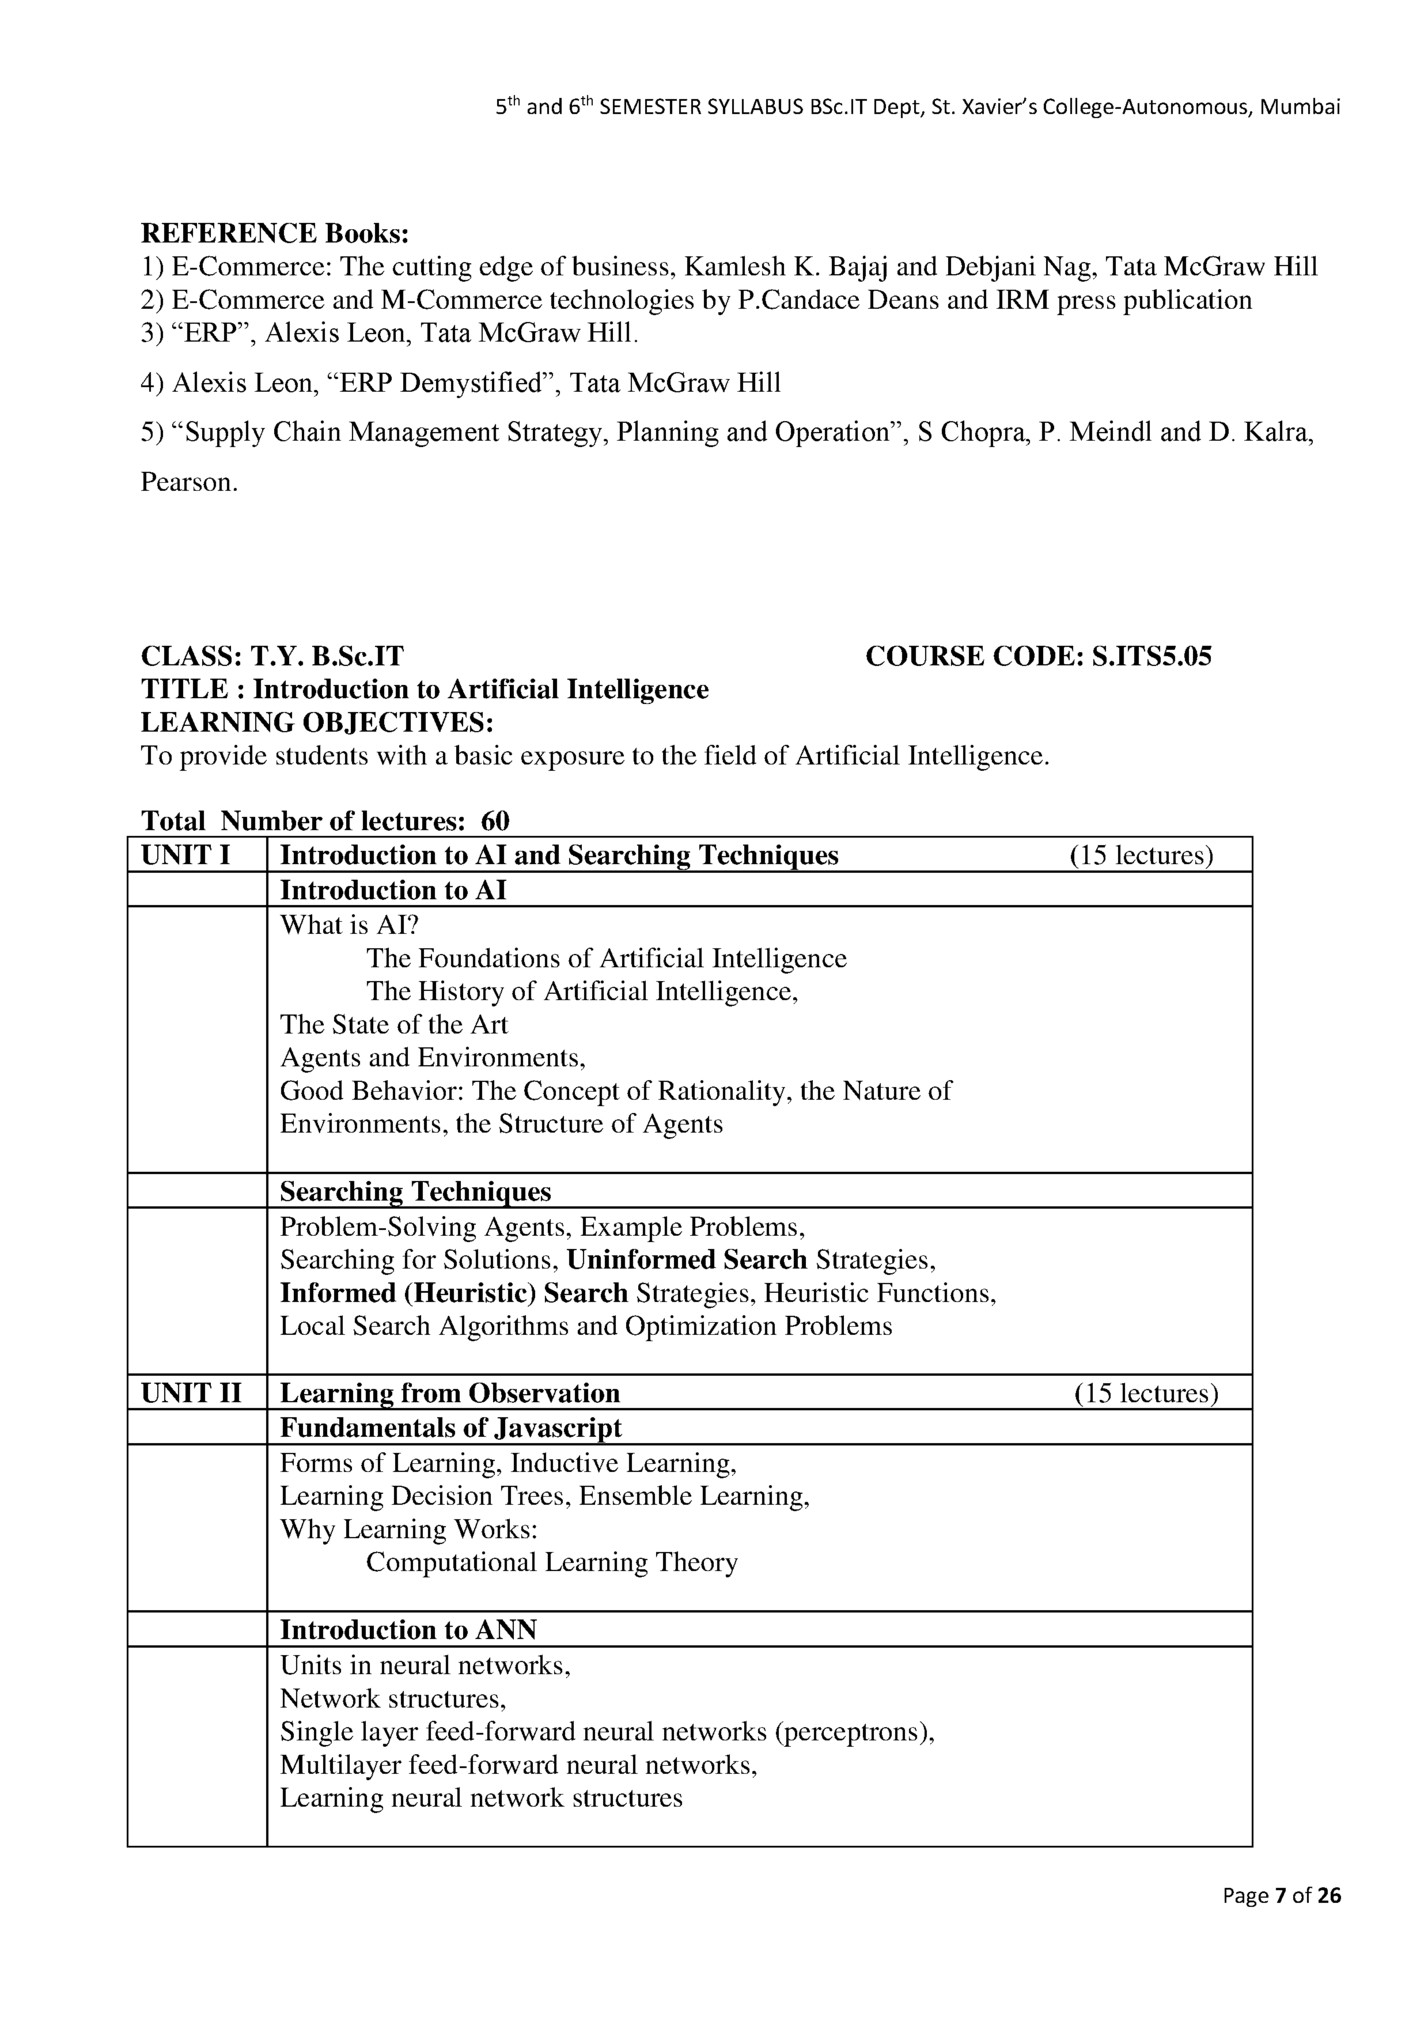 5th and 6th SEMESTER SYLLABUS BSc.IT Dept, St. Xavier’s College-Autonomous, Mumbai
REFERENCE Books:
1) E-Commerce: The cutting edge of business, Kamlesh K. Bajaj and Debjani Nag, Tata McGraw Hill
2) E-Commerce and M-Commerce technologies by P.Candace Deans and IRM press publication
3) “ERP”, Alexis Leon, Tata McGraw Hill.
4) Alexis Leon, “ERP Demystified”, Tata McGraw Hill
5) “Supply Chain Management Strategy, Planning and Operation”, S Chopra, P. Meindl and D. Kalra,
Pearson.
CLASS: T.Y. B.Sc.IT COURSE CODE: S.ITS5.05
TITLE : Introduction to Artificial Intelligence
LEARNING OBJECTIVES:
To provide students with a basic exposure to the field of Artificial Intelligence.
Total Number of lectures: 60
UNIT I Introduction to AI and Searching Techniques (15 lectures)
Introduction to AI
What is AI?
The Foundations of Artificial Intelligence
The History of Artificial Intelligence,
The State of the Art
Agents and Environments,
Good Behavior: The Concept of Rationality, the Nature of
Environments, the Structure of Agents
Searching Techniques
Problem-Solving Agents, Example Problems,
Searching for Solutions, Uninformed Search Strategies,
Informed (Heuristic) Search Strategies, Heuristic Functions,
Local Search Algorithms and Optimization Problems
UNIT II Learning from Observation (15 lectures)
Fundamentals of Javascript
Forms of Learning, Inductive Learning,
Learning Decision Trees, Ensemble Learning,
Why Learning Works:
Computational Learning Theory
Introduction to ANN
Units in neural networks,
Network structures,
Single layer feed-forward neural networks (perceptrons),
Multilayer feed-forward neural networks,
Learning neural network structures
Page 7 of 26